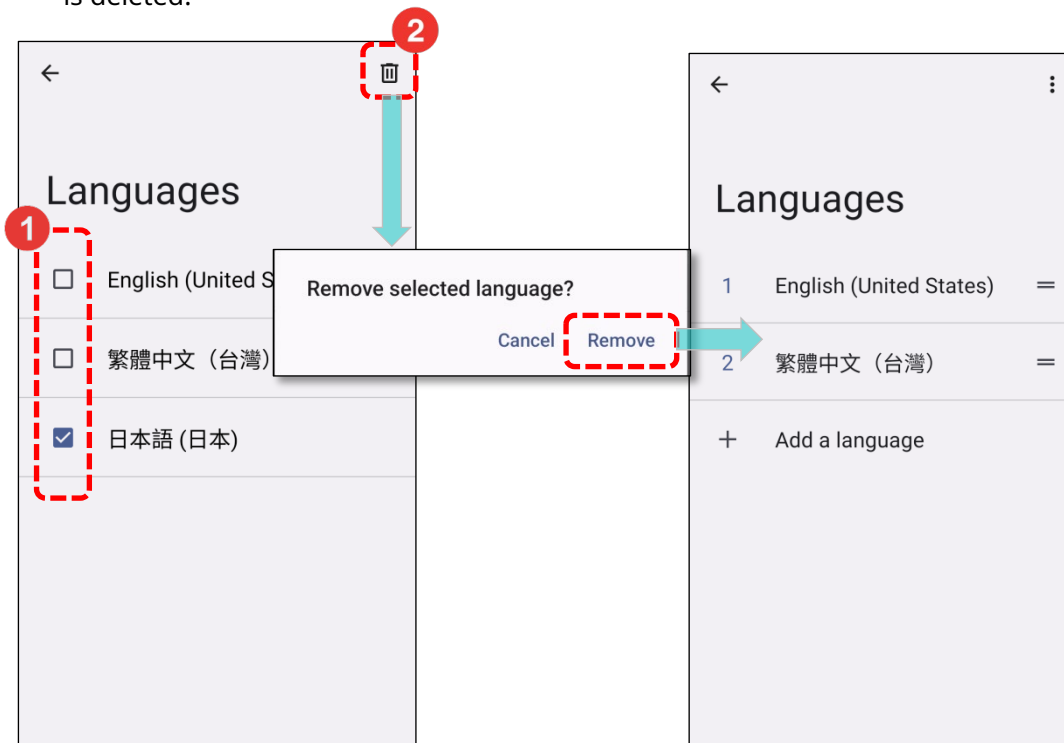 is deleted.
2
Languages
1
English (United S
繁體中文（台灣）
日本語 (日本)
Remove selected language?
Cancel Remove
Languages
1 English (United States)
2 繁體中文（台灣）
+ Add a language